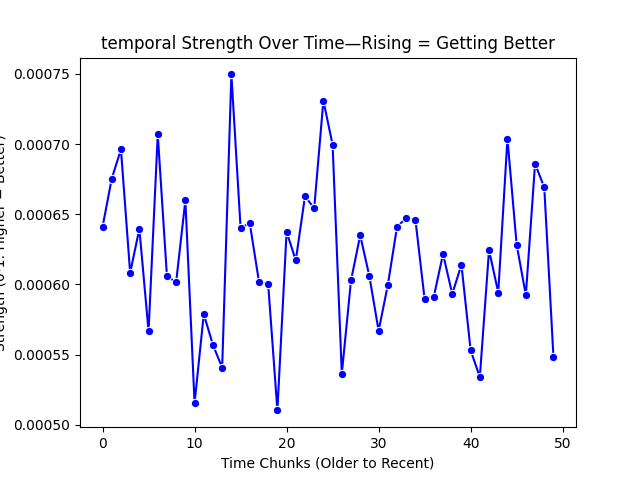 temporal Strength Over Time—Rising = Getting Better
0.00075
0.00070
0.00065
0.00060
0.00055
0.00050
Strength (0-1: Higher = Better)
0 10 20 30 40 50
Time Chunks (Older to Recent)